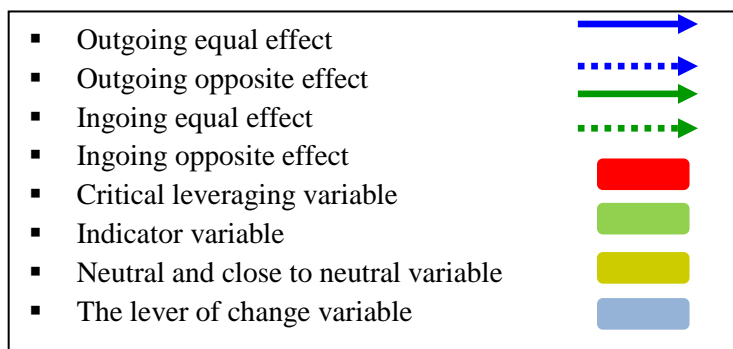 ▪ Outgoing equal effect
▪ Outgoing opposite effect
▪ Ingoing equal effect
▪ Ingoing opposite effect
▪ Critical leveraging variable
▪ Indicator variable
▪ Neutral and close to neutral variable
▪ The lever of change variable